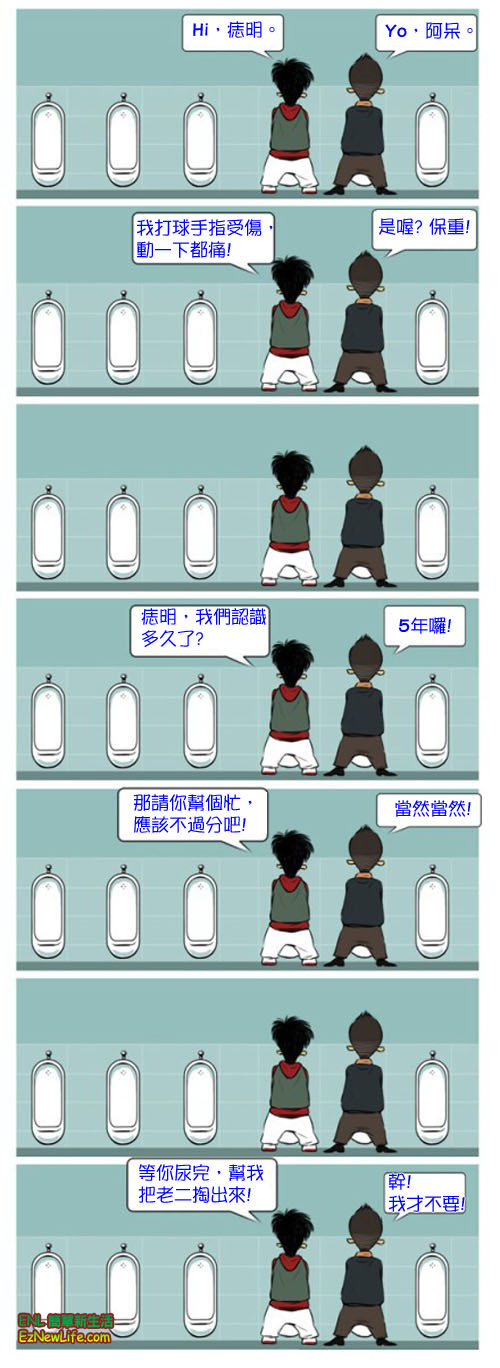 Hi，痣明。
Yo，阿呆。
我打球手指受傷，
動一下都痛!
是喔? 保重!
痣明，我們認識
多久了?
5年囉!
那請你幫個忙，
應該不過分吧!
當然當然!
等你尿完，幫我
把老二掏出來!
幹!
我才不要!
ENL 簡單新生活
EzNewLife.com